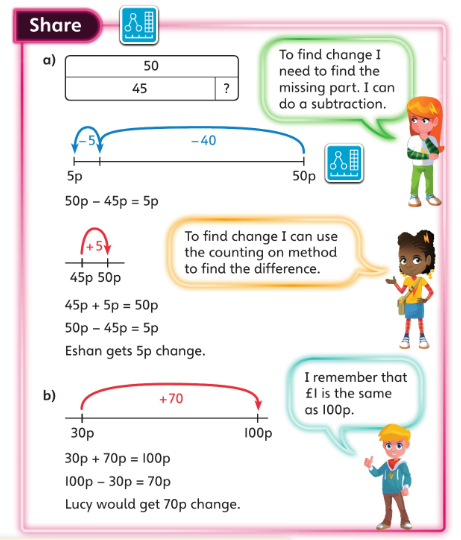 Share
a)
50
45 ?
To find change I
need to find the
missing part. I can
do a subtraction.
– 5 – 40
5p 50p
50p – 45p = 5p
+5
45p 50p
To find change I can use
the counting on method
to find the difference.
45p + 5p = 50p
50p – 45p = 5p
Eshan gets 5p change.
b)
+70
30p 100p
I remember that
£1 is the same
as 100p.
30p + 70p = 100p
100p – 30p = 70p
Lucy would get 70p change.